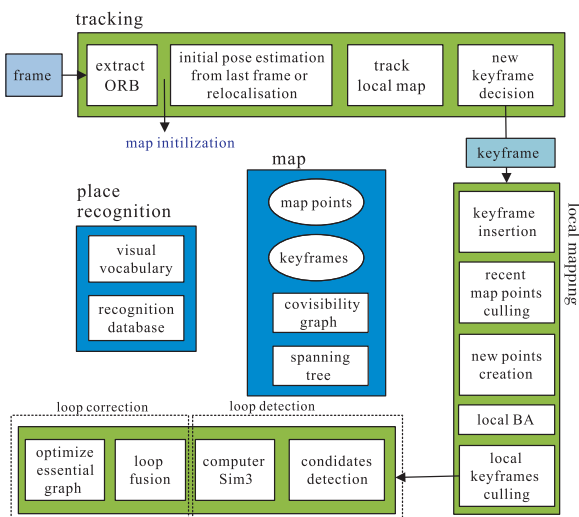 tracking
frame
extract
ORB
initial pose estimation
from last frame or
relocalisation
track
local map
new
keyframe
decision
map initilization
keyframe
map
map points
keyframes
covisibility
graph
spanning
tree
place
recognition
visual
vocabulary
recognition
database
local mapping
keyframe
insertion
recent
map points
culling
new points
creation
local BA
local
keyframes
culling
loop correction
loop detection
optimize
essential
graph
loop
fusion
computer
Sim3
candidates
detection